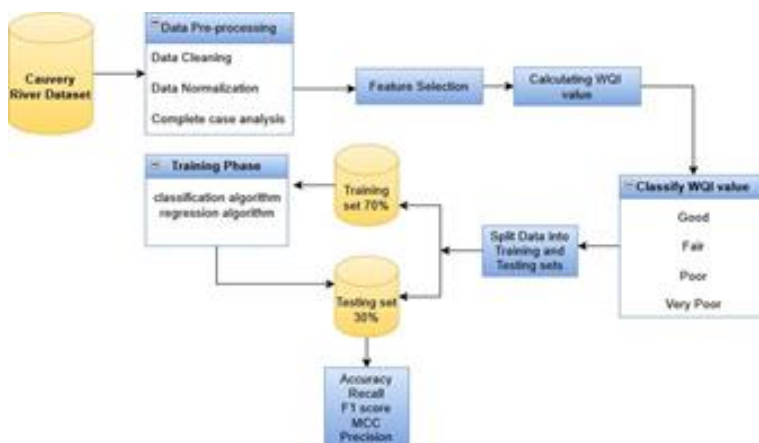 Cauvery
River Dataset
Data Pre-processing
Data Cleaning
Data Normalization
Complete case analysis
Feature Selection
Calculating WQI
value
Classify WQI value
Good
Fair
Poor
Very Poor
Split Data into
Training and
Testing sets
Training
set 70%
Training Phase
classification algorithm
regression algorithm
Testing set
30%
Accuracy
Recall
F1 score
MCC
Precision